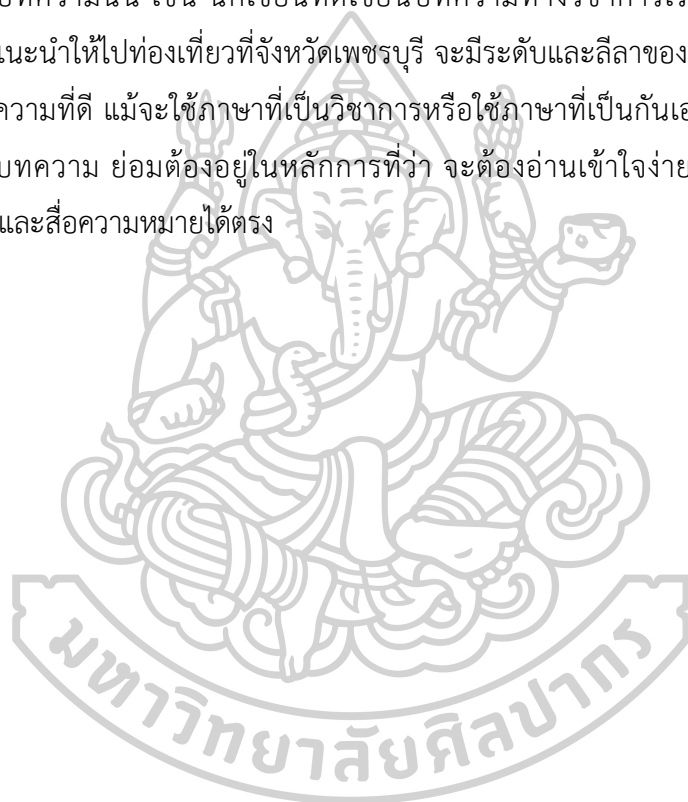 แนะนำให้ไปท่องเที่ยวที่จังหวัดเพชรบุรี จะมีระดับและลีลาของ
ความที่ดี แม้จะใช้ภาษาที่เป็นวิชาการหรือใช้ภาษาที่เป็นกันเอ
บทความ ย่อมต้องอยู่ในหลักการที่ว่า จะต้องอ่านเข้าใจง่าย
และสื่อความหมายได้ตรง
มหาวิทยาลัยศิลปากร